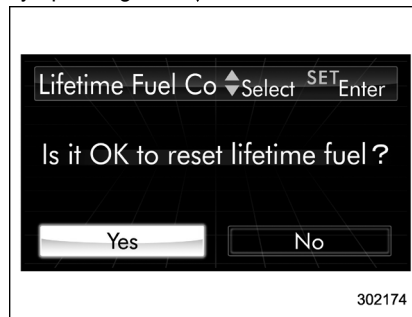 Lifetime Fuel Co Select SET Enter
Is it OK to reset lifetime fuel?
Yes No
302174